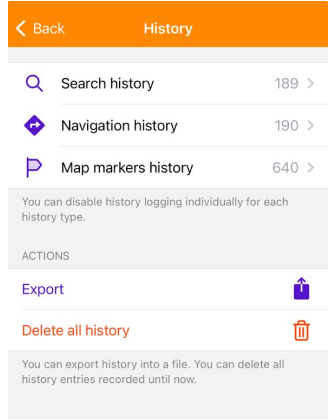 Back
History
Search history 189
Navigation history 190
Map markers history 640
You can disable history logging individually for each
history type.
ACTIONS
Export
Delete all history
You can export history into a file. You can delete all
history entries recorded until now.